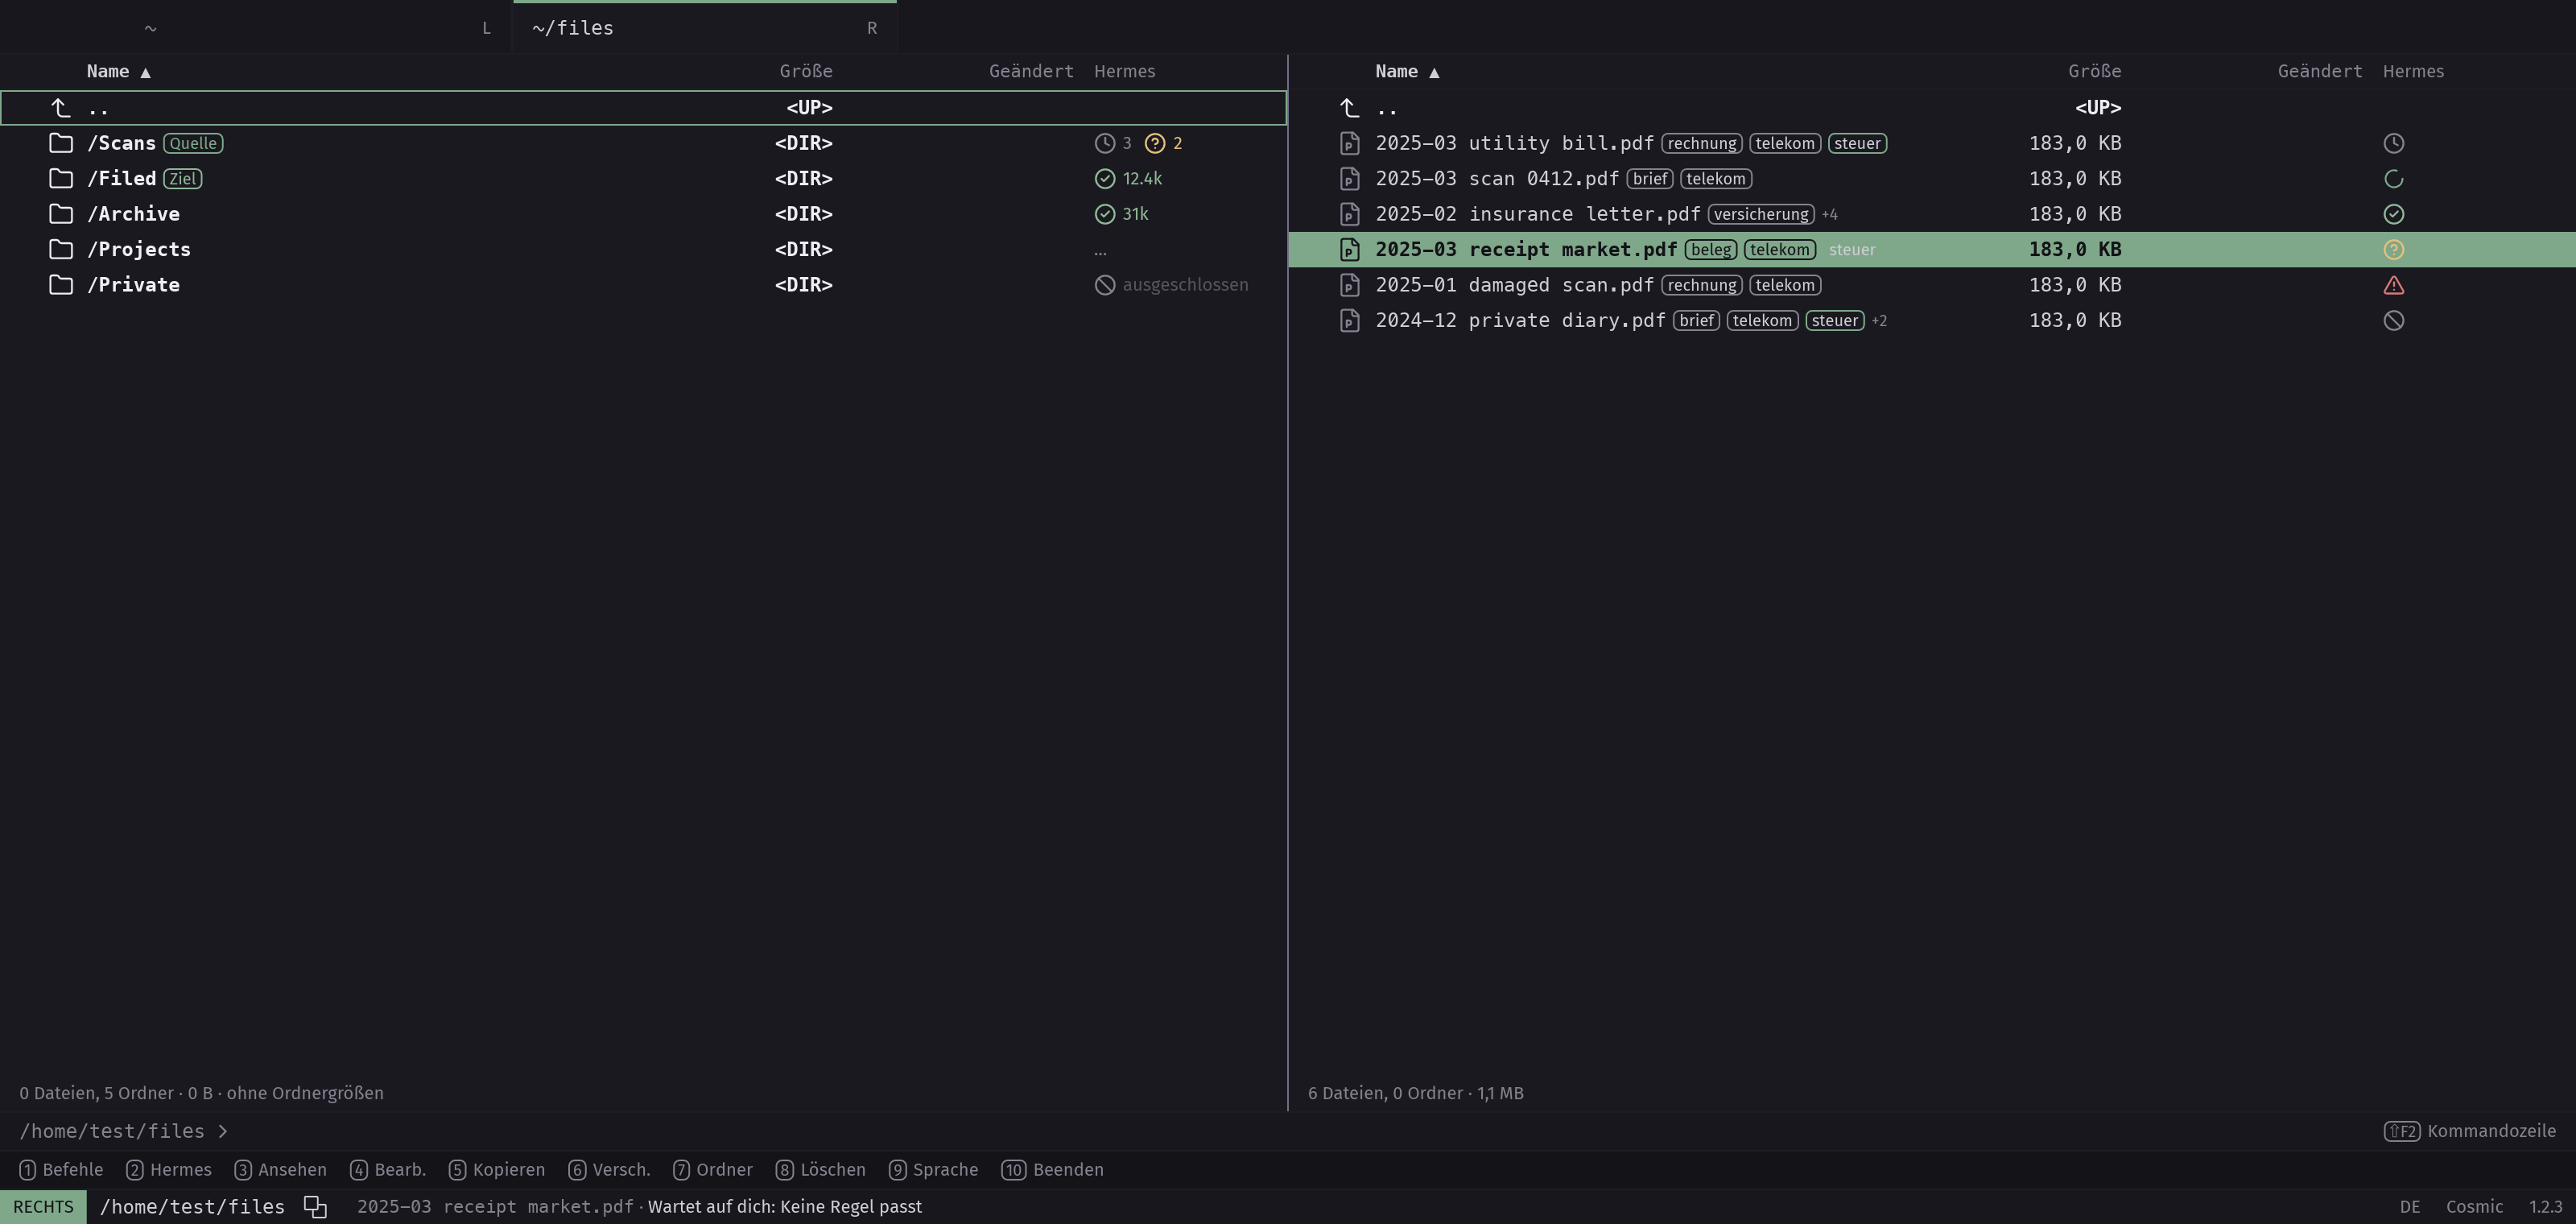 ~ L ~/files R
Name ▲ Größe Geändert Hermes
.. <UP>
/Scans Quelle <DIR> 3 2
/Filed Ziel <DIR> 12.4k
/Archive <DIR> 31k
/Projects <DIR> ...
/Private <DIR> ausgeschlossen
0 Dateien, 5 Ordner · 0 B · ohne Ordnergrößen
Name ▲ Größe Geändert Hermes
.. <UP>
2025-03 utility bill.pdf rechnung telekom steuer 183,0 KB
2025-03 scan 0412.pdf brief telekom 183,0 KB
2025-02 insurance letter.pdf versicherung +4 183,0 KB
2025-03 receipt market.pdf beleg telekom steuer 183,0 KB
2025-01 damaged scan.pdf rechnung telekom 183,0 KB
2024-12 private diary.pdf brief telekom steuer +2 183,0 KB
6 Dateien, 0 Ordner · 1,1 MB
/home/test/files > ⇧F2 Kommandozeile
1 Befehle 2 Hermes 3 Ansehen 4 Bearb. 5 Kopieren 6 Versch. 7 Ordner 8 Löschen 9 Sprache 10 Beenden
RECHTS /home/test/files 2025-03 receipt market.pdf · Wartet auf dich: Keine Regel passt DE Cosmic 1.2.3